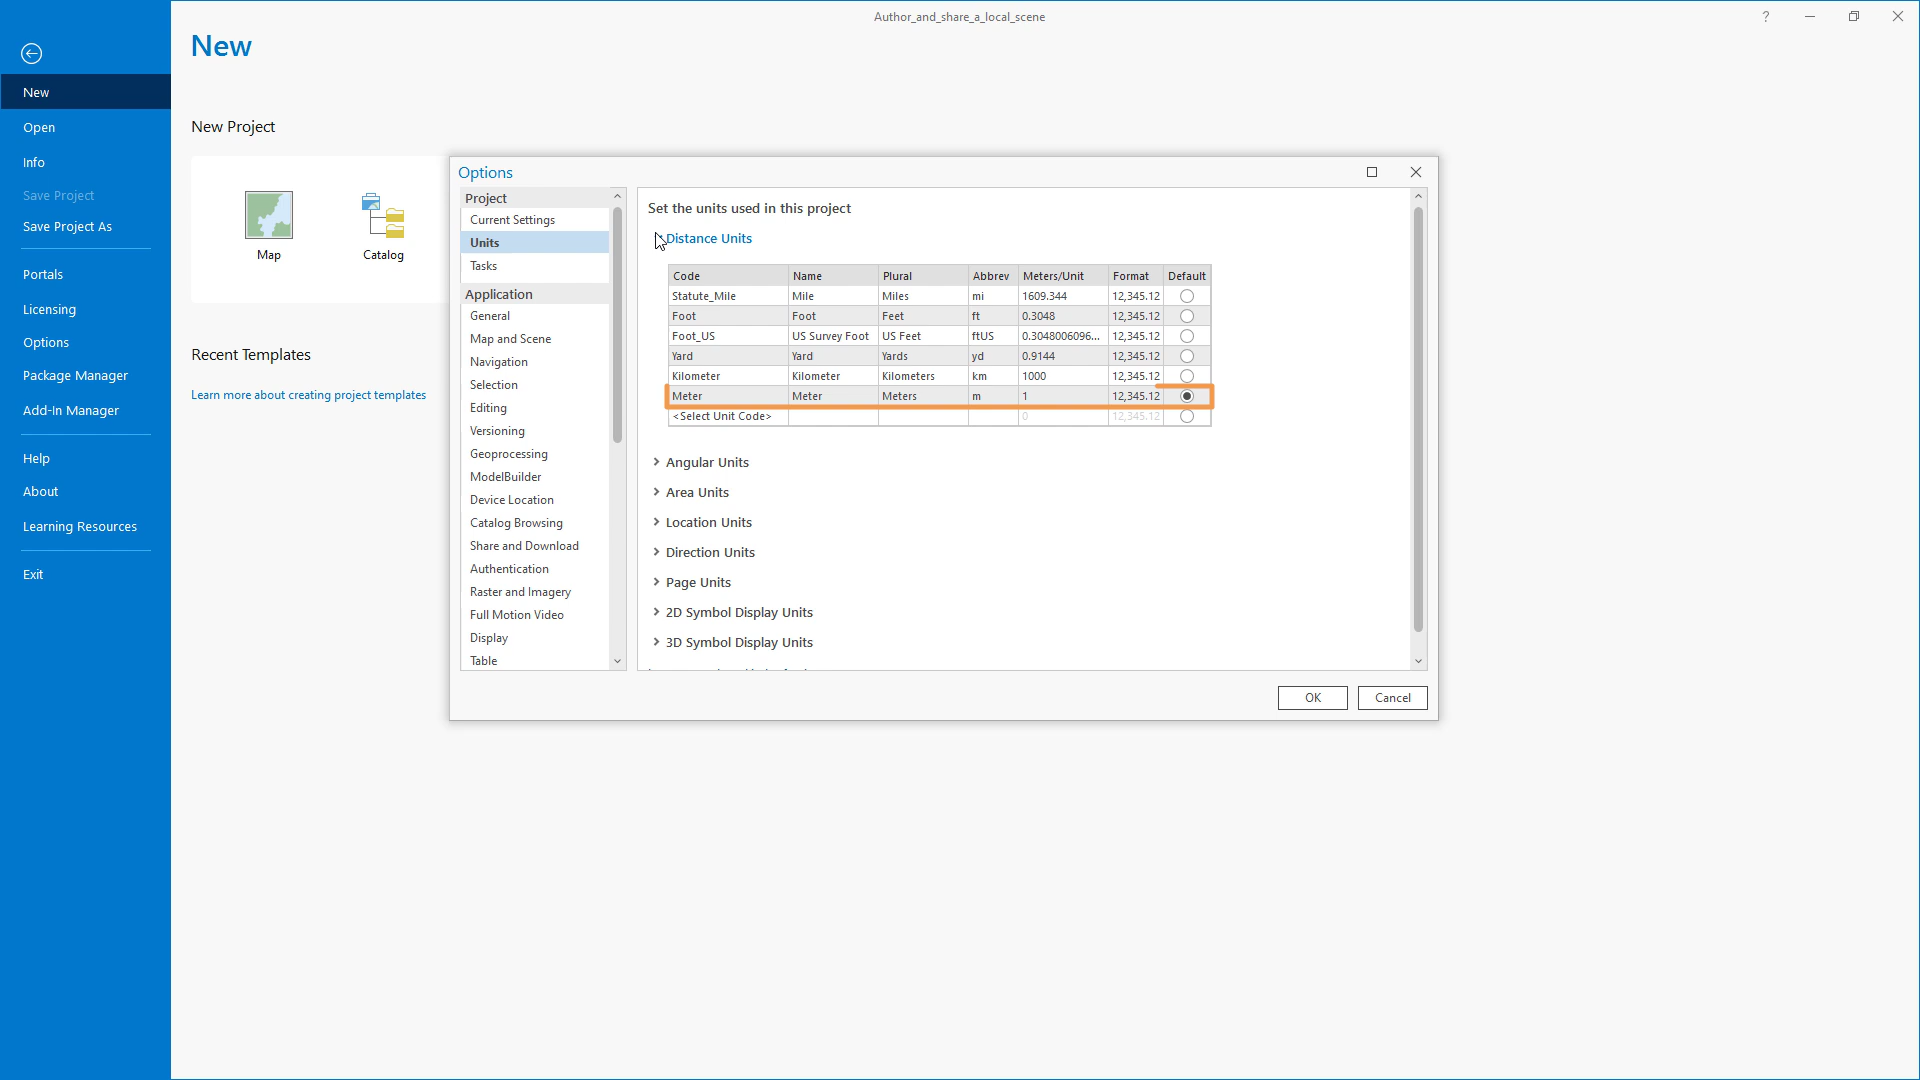 Author_and_share_a_local_scene
?
New
New
Open
Info
Save Project
Save Project As
Portals
Licensing
Options
Package Manager
Add-In Manager
Help
About
Learning Resources
Exit
New Project
Map
Catalog
Recent Templates
Learn more about creating project templates
Options
Project
Current Settings
Units
Tasks
Application
General
Map and Scene
Navigation
Selection
Editing
Versioning
Geoprocessing
ModelBuilder
Device Location
Catalog Browsing
Share and Download
Authentication
Raster and Imagery
Full Motion Video
Display
Table
Set the units used in this project
Distance Units
Code Name Plural Abbrev Meters/Unit Format Default
Statute_Mile Mile Miles mi 1609.344 12,345.12
Foot Foot Feet ft 0.3048 12,345.12
Foot_US US Survey Foot US Feet ftUS 0.3048006096... 12,345.12
Yard Yard Yards yd 0.9144 12,345.12
Kilometer Kilometer Kilometers km 1000 12,345.12
Meter Meter Meters m 1 12,345.12
<Select Unit Code> 0 12,345.12
Angular Units
Area Units
Location Units
Direction Units
Page Units
2D Symbol Display Units
3D Symbol Display Units
OK
Cancel